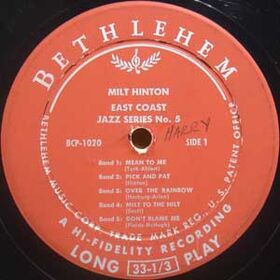 BETHLEHEM
MILT HINTON
EAST COAST
JAZZ SERIES No. 5
HARRY
BCP-1020
SIDE 1
Band 1: MEAN TO ME
(Turk-Ahlert)
Band 2: PICK AND PAT
(Hinton)
Band 3: OVER THE RAINBOW
(Harburg-Arlen)
Band 4: MILT TO THE HILT
(Scott)
Band 5: DON'T BLAME ME
(Fields-McHugh)
BETHLEHEM MUSIC CORP. TRADE MARK REG. U.S. PATENT OFFICE
A HI-FIDELITY RECORDING
LONG 33-1/3 PLAY